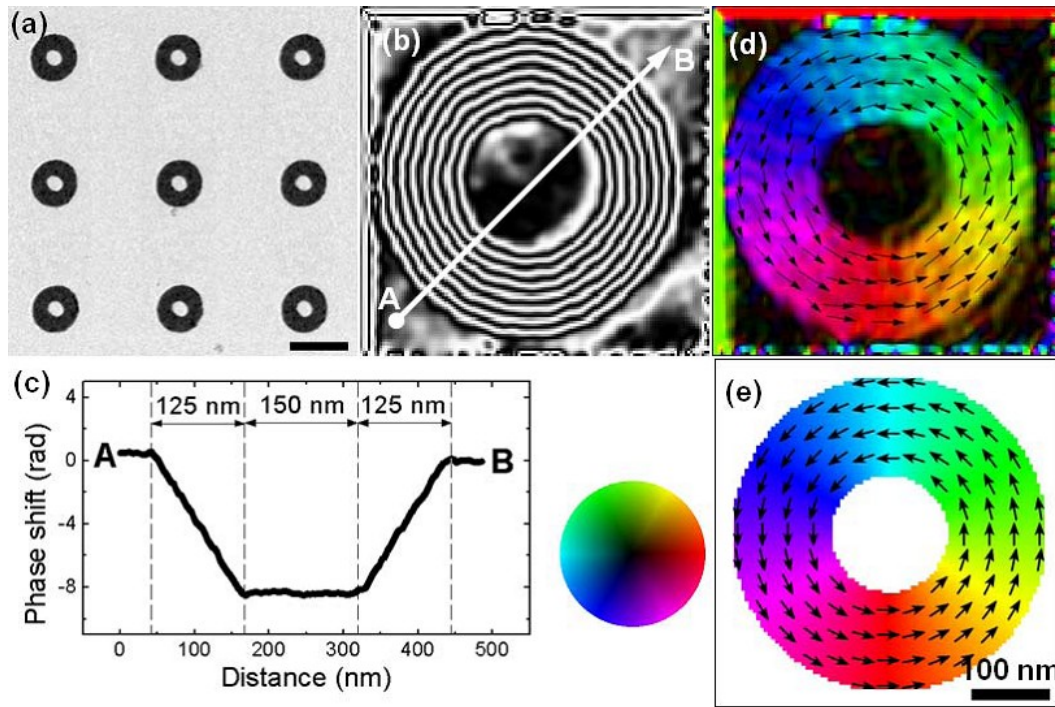 (a)
(b)
B
A
(d)
(c)
4
0
-4
-8
Phase shift (rad)
125 nm
150 nm
125 nm
A
B
0
100
200
300
400
500
Distance (nm)
(e)
100 nm